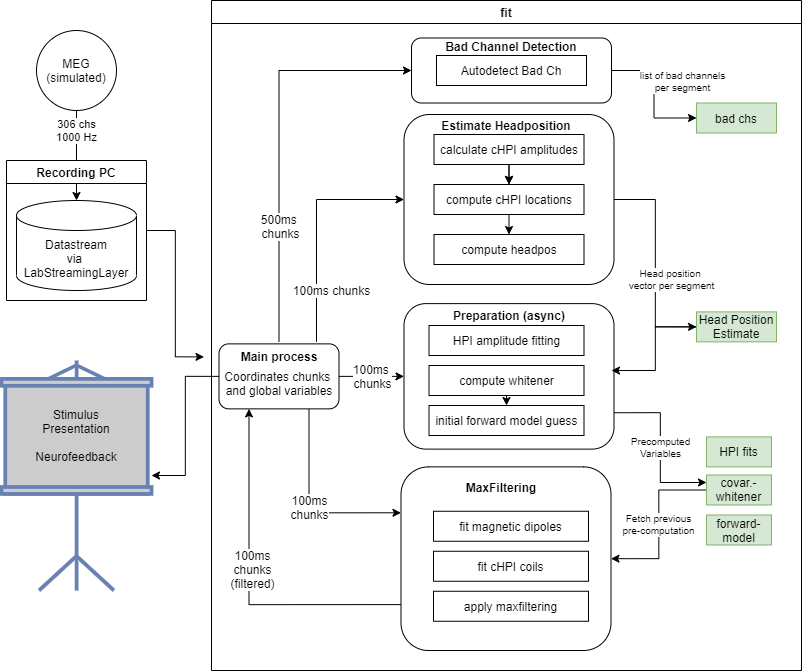 fit
MEG
(simulated)
306 chs
1000 Hz
Recording PC
Datastream
via
LabStreamingLayer
Stimulus
Presentation
Neurofeedback
Main process
Coordinates chunks
and global variables
500ms
chunks
100ms chunks
100ms
chunks
100ms
chunks
100ms
chunks
(filtered)
Bad Channel Detection
Autodetect Bad Ch
list of bad channels
per segment
bad chs
Estimate Headposition
calculate cHPI amplitudes
compute cHPI locations
compute headpos
Head position
vector per segment
Head Position
Estimate
Preparation (async)
HPI amplitude fitting
compute whitener
initial forward model guess
Precomputed
Variables
HPI fits
covar.-
whitener
forward-
model
Fetch previous
pre-computation
MaxFiltering
fit magnetic dipoles
fit cHPI coils
apply maxfiltering